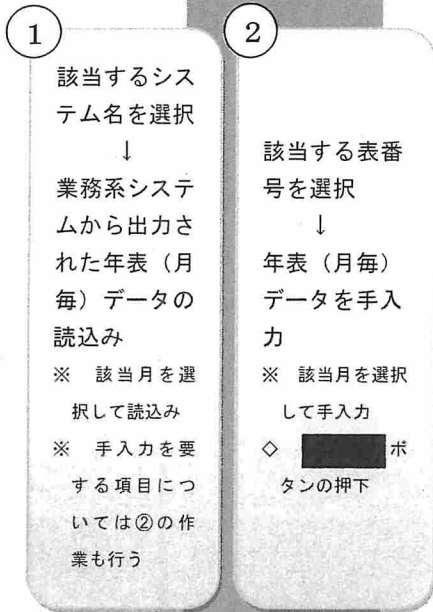 1
該当するシス
テム名を選択
↓
業務系システ
ムから出力さ
れた年表（月
毎）データの
読込み
※　該当月を選
択して読込み
※　手入力を要
する項目につ
いては②の作
業も行う
2
該当する表番
号を選択
↓
年表（月毎）
データを手入
力
※　該当月を選択
して手入力
◇　ボ
タンの押下